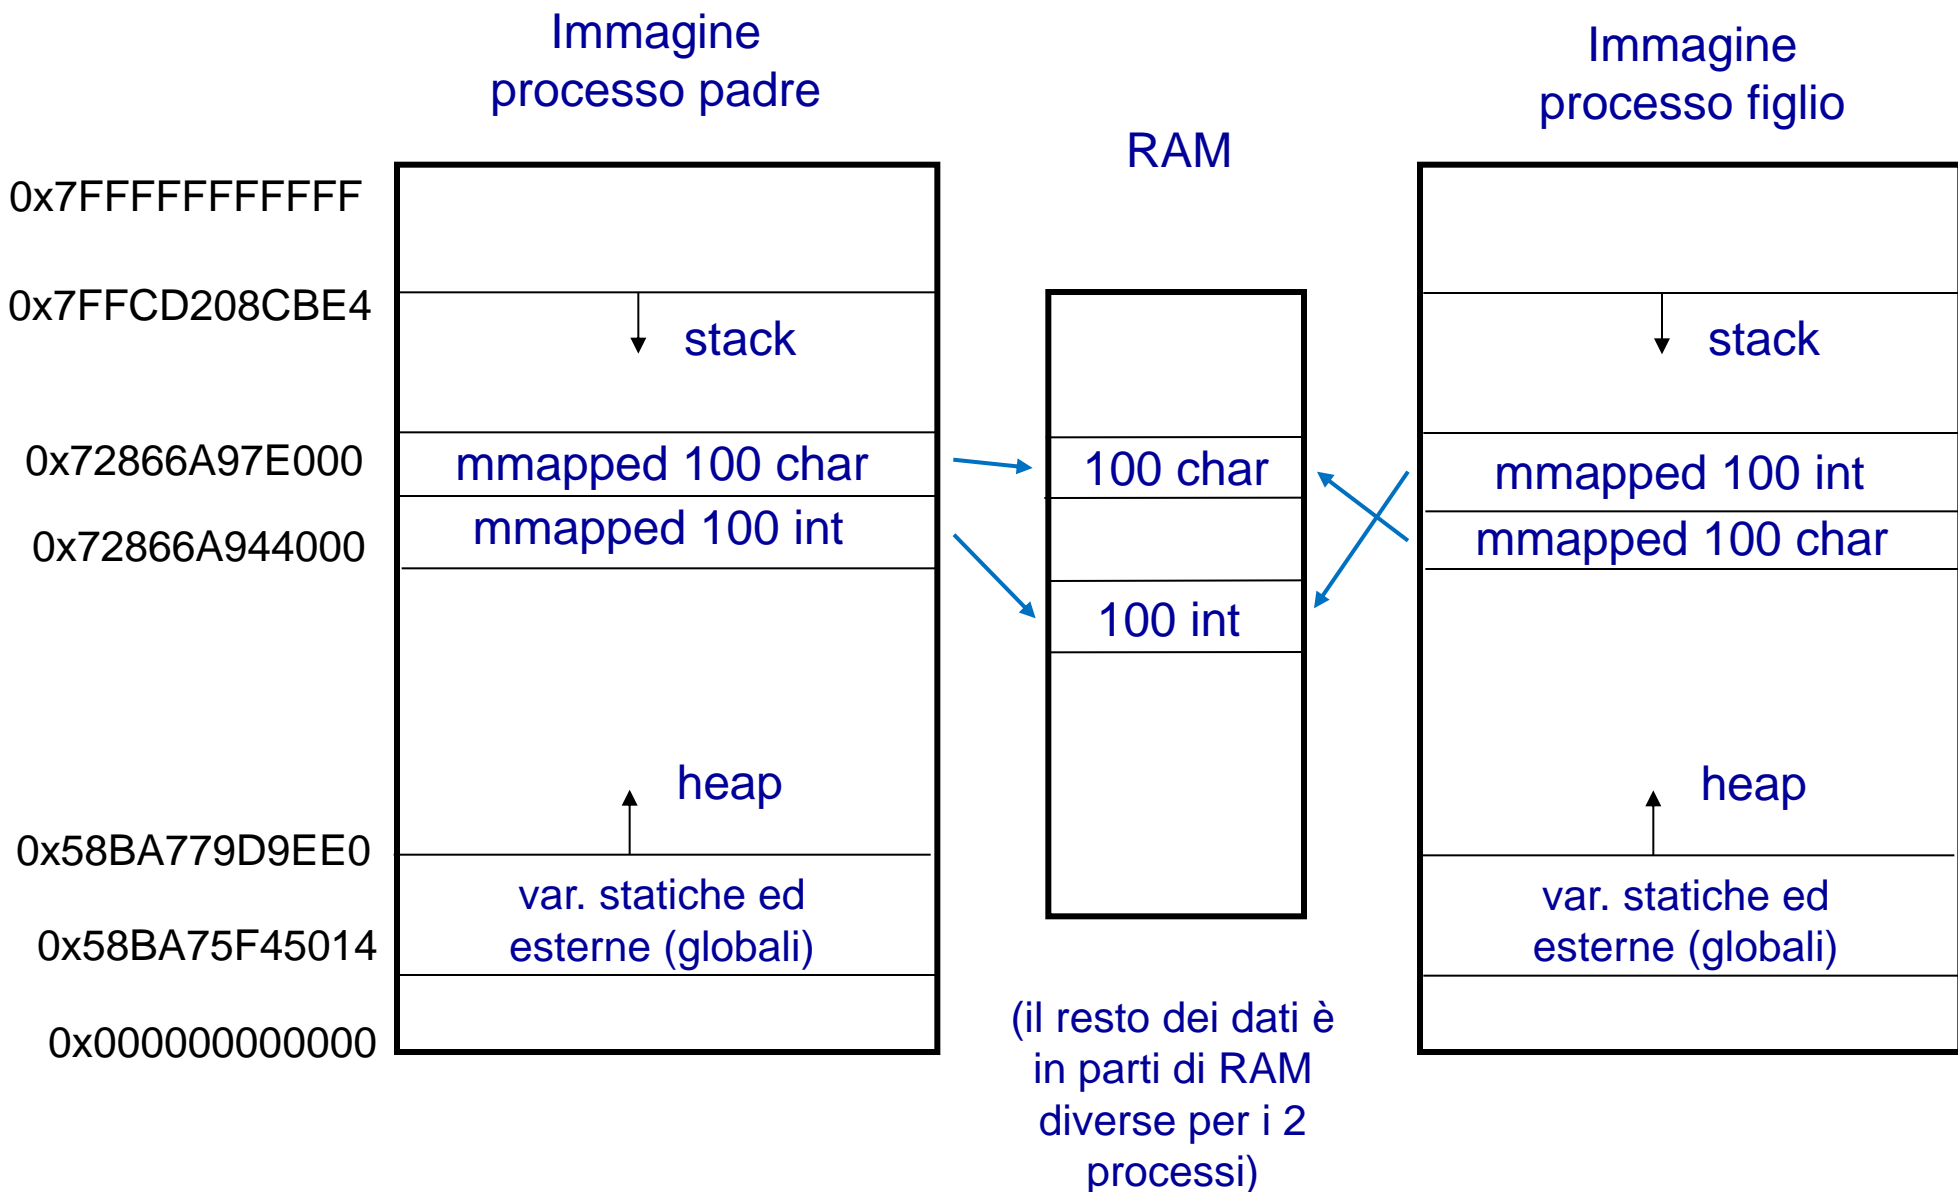 Immagine
processo padre
Immagine
processo figlio
RAM
0x7FFFFFFFFFFF
0x7FFCD208CBE4
stack
stack
0x72866A97E000
mmapped 100 char
100 char
mmapped 100 int
0x72866A944000
mmapped 100 int
mmapped 100 char
100 int
heap
heap
0x58BA779D9EE0
var. statiche ed
esterne (globali)
var. statiche ed
esterne (globali)
0x58BA75F45014
0x000000000000
(il resto dei dati è
in parti di RAM
diverse per i 2
processi)